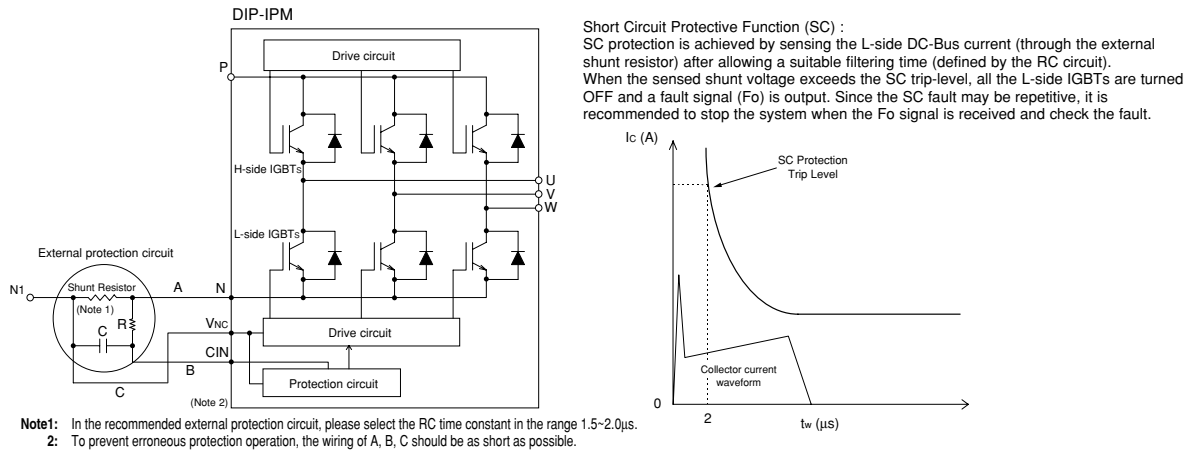 DIP-IPM
Drive circuit
P
H-side IGBTs
U
V
W
L-side IGBTs
External protection circuit
N1
Shunt Resistor
A
N
(Note 1)
R
C
VNC
Drive circuit
CIN
B
C
Protection circuit
(Note 2)
Short Circuit Protective Function (SC) :
SC protection is achieved by sensing the L-side DC-Bus current (through the external
shunt resistor) after allowing a suitable filtering time (defined by the RC circuit).
When the sensed shunt voltage exceeds the SC trip-level, all the L-side IGBTs are turned
OFF and a fault signal (Fo) is output. Since the SC fault may be repetitive, it is
recommended to stop the system when the Fo signal is received and check the fault.
IC (A)
SC Protection
Trip Level
Collector current
waveform
0
2
tw (µs)
Note1: In the recommended external protection circuit, please select the RC time constant in the range 1.5~2.0µs.
2: To prevent erroneous protection operation, the wiring of A, B, C should be as short as possible.